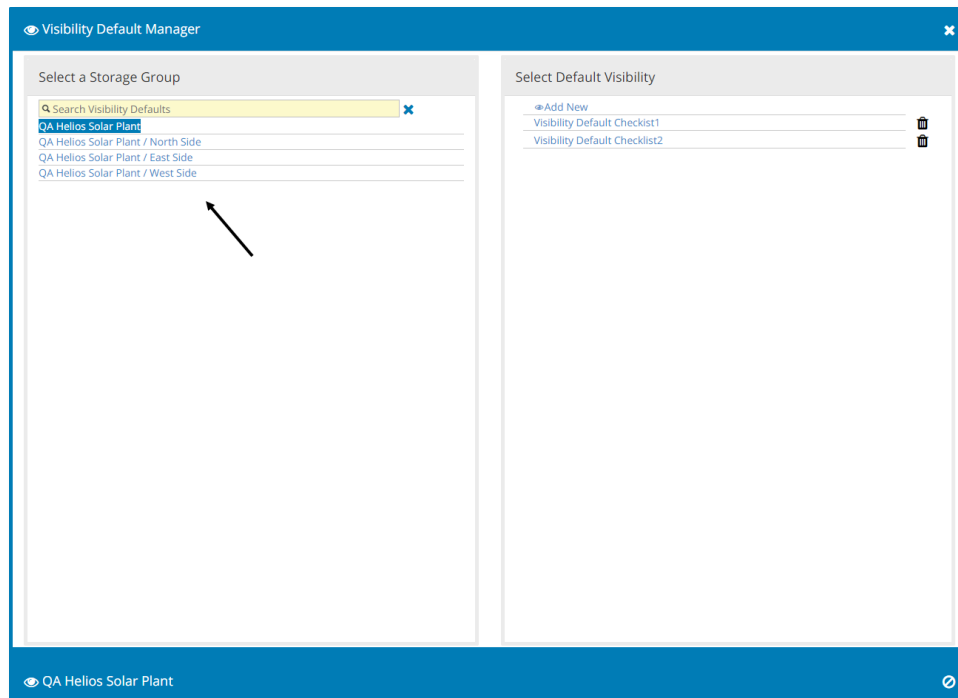 Visibility Default Manager
Select a Storage Group
Search Visibility Defaults
QA Helios Solar Plant
QA Helios Solar Plant / North Side
QA Helios Solar Plant / East Side
QA Helios Solar Plant / West Side
Select Default Visibility
Add New
Visibility Default Checkist1
Visibility Default Checklist2
QA Helios Solar Plant